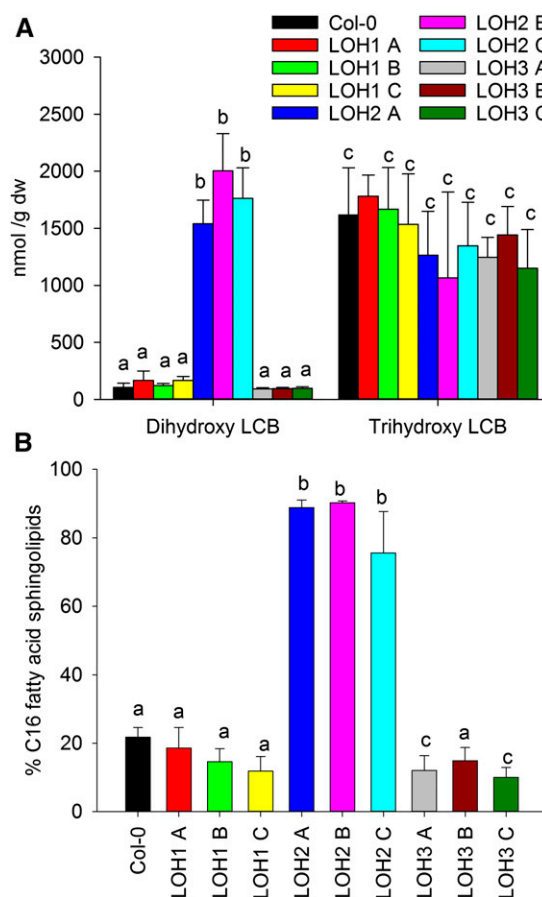 A
Col-0
LOH1 A
LOH1 B
LOH1 C
LOH2 A
LOH2
LOH2
LOH3
LOH3
LOH3
nmol /g dw
3000
2500
2000
1500
1000
500
0
a a a a b b b a a a
c c c c c c c c c c
Dihydroxy LCB
Trihydroxy LCB
B
% C16 fatty acid sphingolipids
100
80
60
40
20
0
a a a a b b b c a c
Col-0
LOH1 A
LOH1 B
LOH1 C
LOH2 A
LOH2 B
LOH2 C
LOH3 A
LOH3 B
LOH3 C